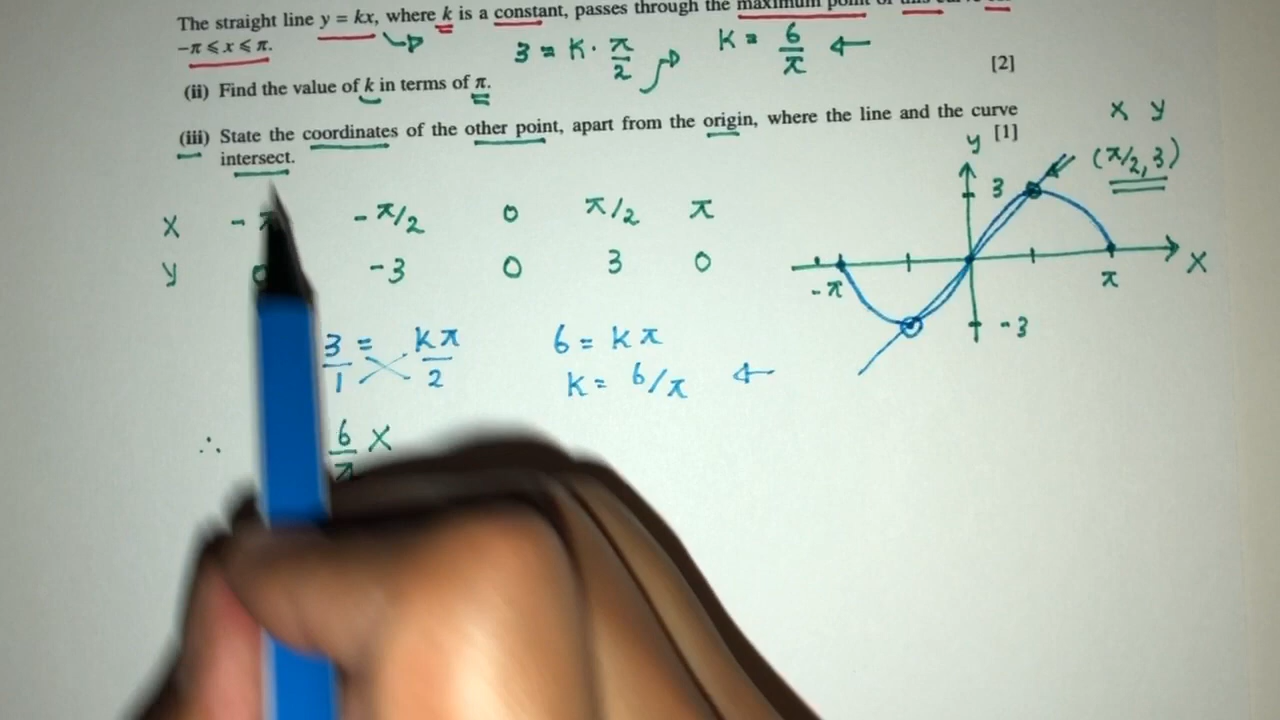 The straight line y = kx, where k is a constant, passes through the maximum point of this curve
−π ⩽ x ⩽ π.
3 = K · π/2
K = 6/π
[2]
(ii) Find the value of k in terms of π.
(iii) State the coordinates of the other point, apart from the origin, where the line and the curve
intersect.
[1]
X y
(π/2, 3)
y
3
X
-π
π
-3
X - π - π/2 0 π/2 π
y 0 -3 0 3 0
3/1 = Kπ/2
6 = Kπ
K = 6/π
∴ 6/π X